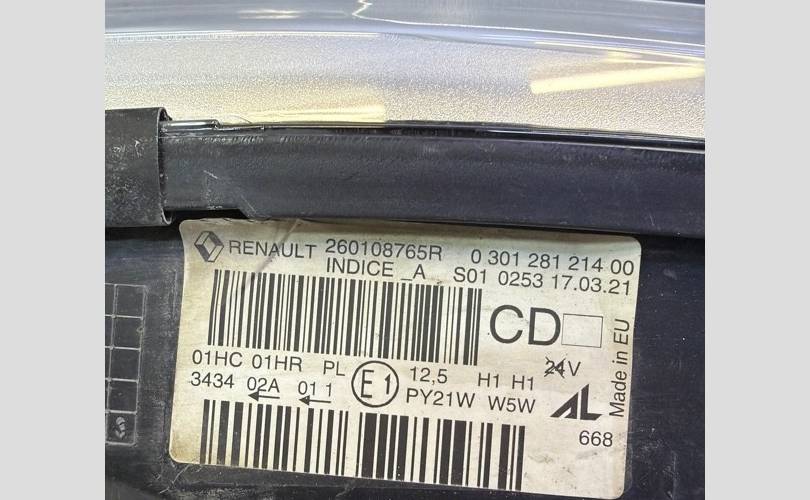 RENAULT 260108765R 0 301 281 214 00
INDICE _A S01 0253 17.03.21
CD
01HC 01HR PL E1 12,5 H1 H1 24V
3434 02A 01 1 PY21W W5W AL
668
Made in EU